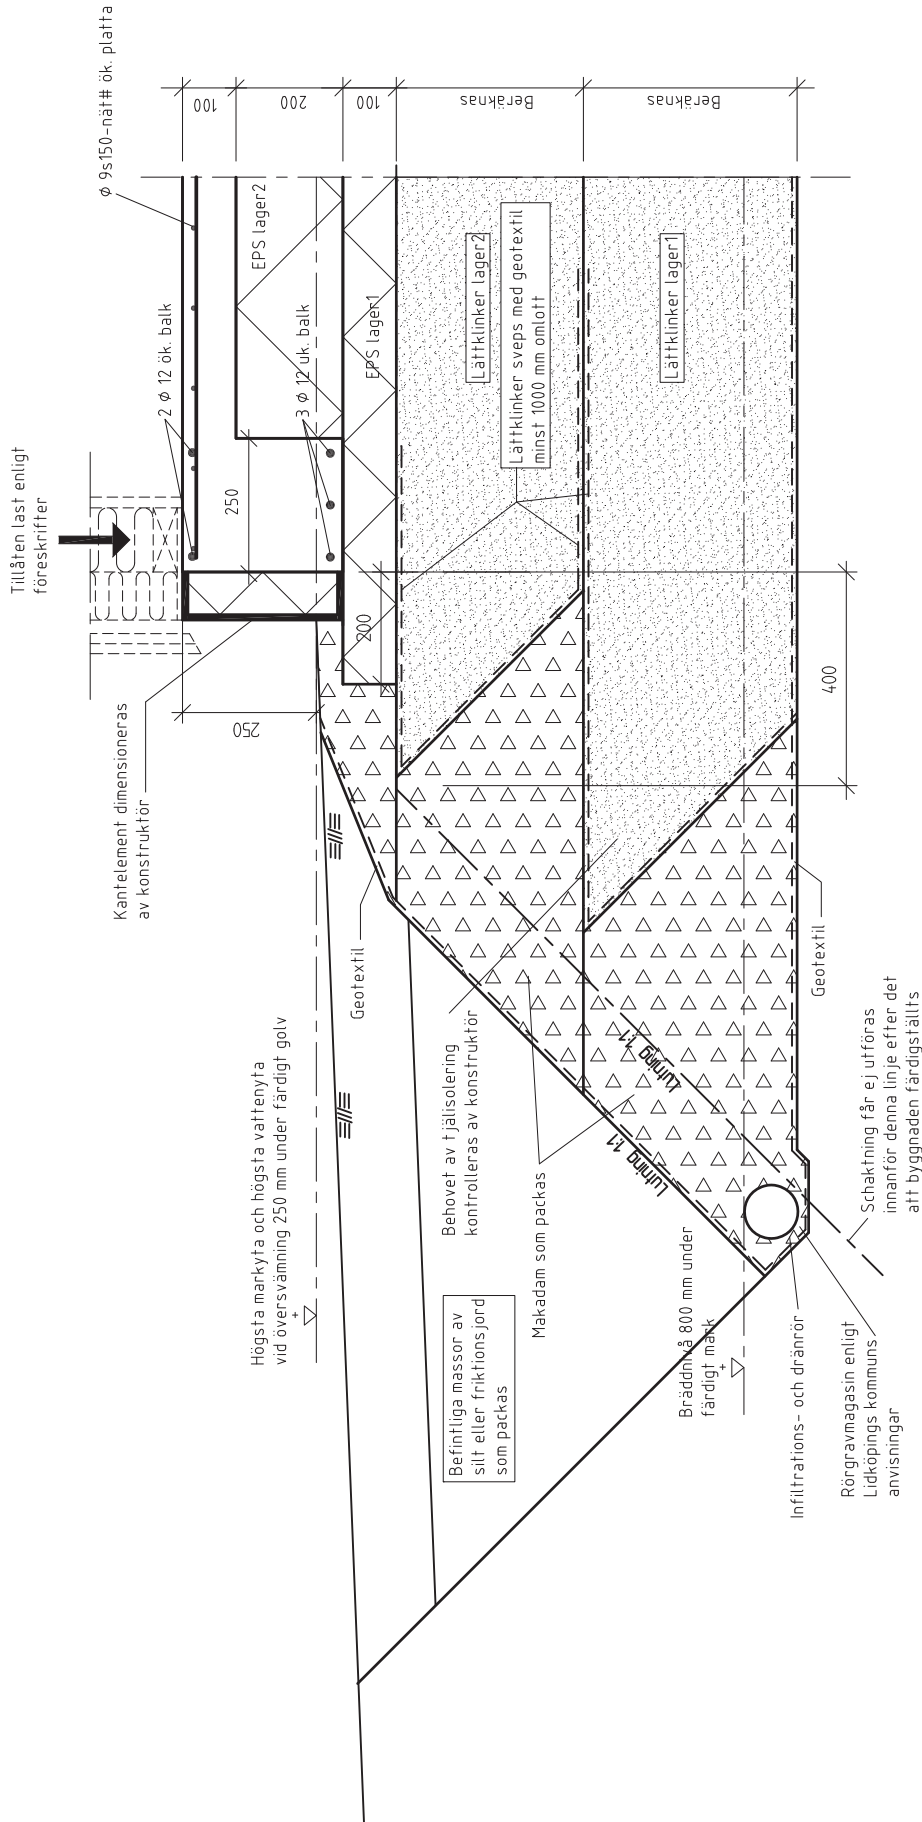 Tillåten last enligt
föreskrifter
ϕ 9s150-nät# ök. platta
2 ϕ 12 ök. balk
EPS lager2
3 ϕ 12 uk. balk
EPS lager1
100
200
100
Beräknas
Beräknas
250
200
250
400
Kantelement dimensioneras
av konstruktör
Lättklinker lager2
Lättklinker sveps med geotextil
minst 1000 mm omlott
Lättklinker lager1
Högsta markyta och högsta vattenyta
vid översvämning 250 mm under färdigt golv
+
Geotextil
Behovet av tjälisolering
kontrolleras av konstruktör
Makadam som packas
Lutning 1:1
Lutning 1:1
Befintliga massor av
silt eller friktionsjord
som packas
Bräddnivå 800 mm under
färdigt mark
+
Geotextil
Infiltrations- och dränrör
Rörgravmagasin enligt
Lidköpings kommuns
anvisningar
Schaktning får ej utföras
innanför denna linje efter det
att byggnaden färdigställts